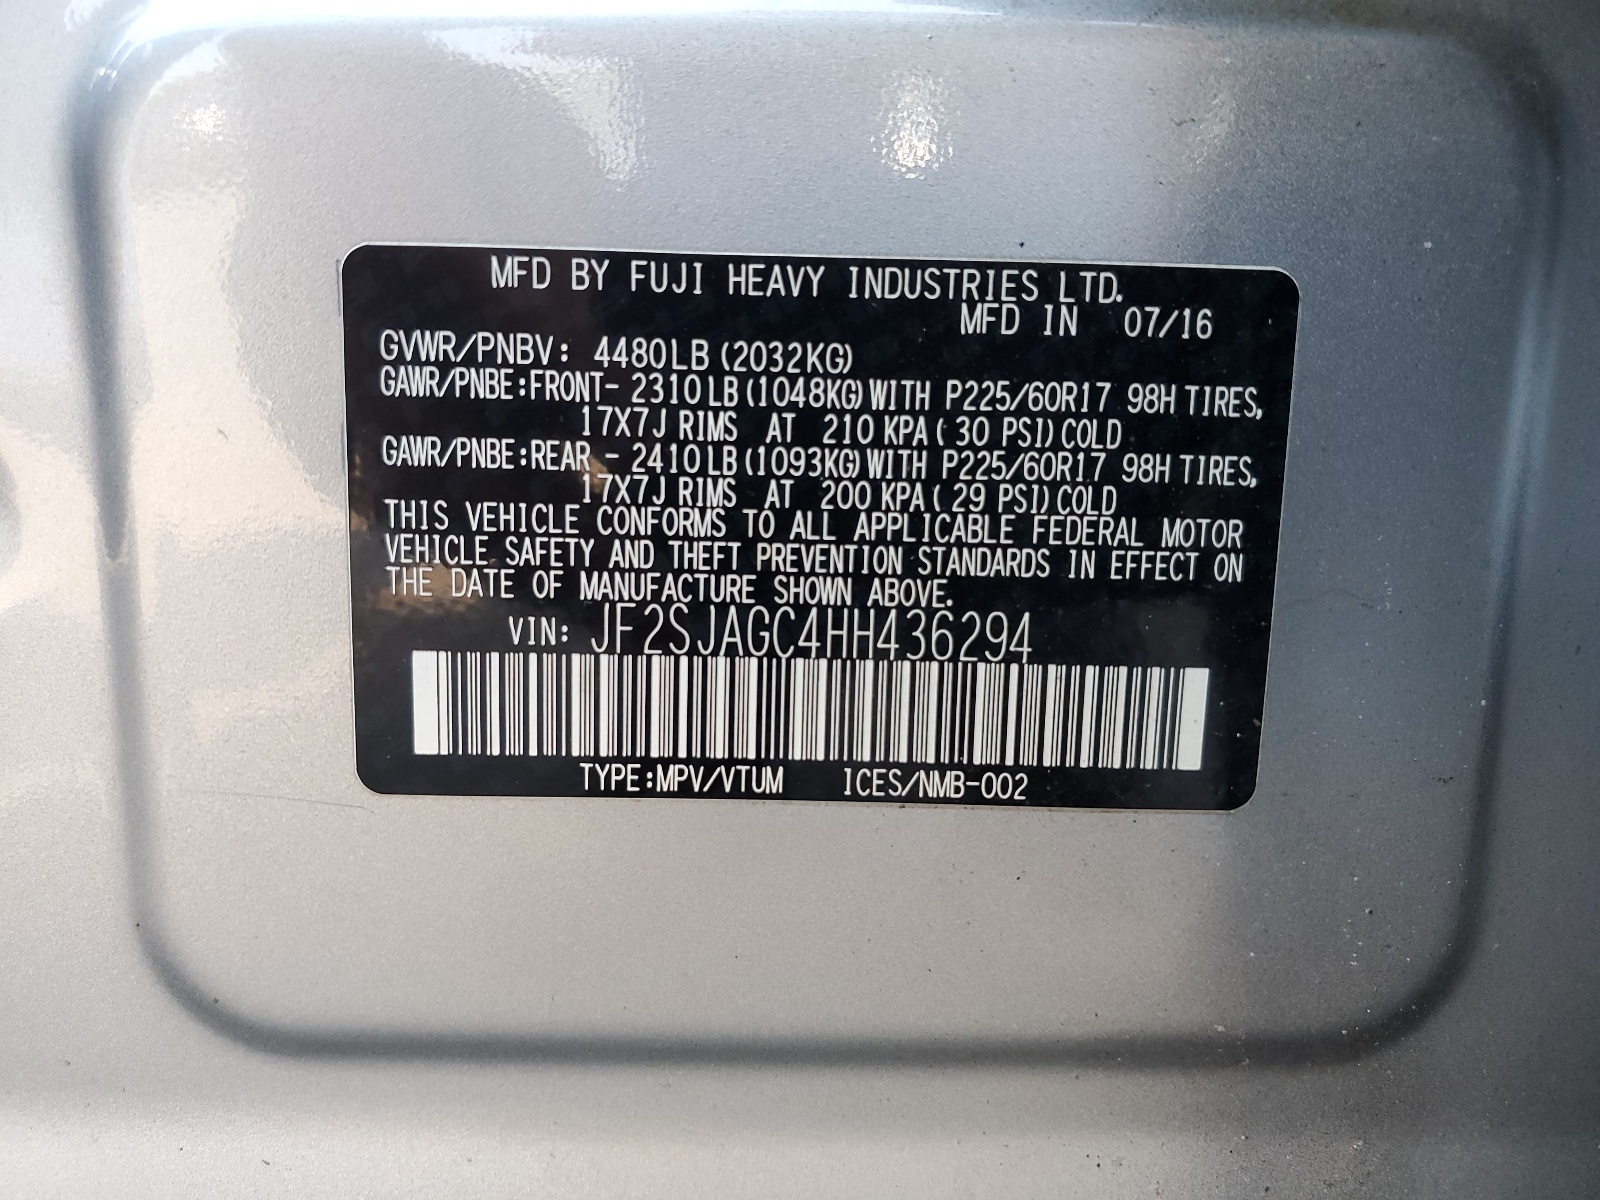 MFD BY FUJI HEAVY INDUSTRIES LTD.
MFD IN 07/16
GVWR/PNBV: 4480LB (2032KG)
GAWR/PNBE:FRONT- 2310LB (1048KG) WITH P225/60R17 98H TIRES,
17X7J RIMS AT 210 KPA( 30 PSI) COLD
GAWR/PNBE:REAR - 2410LB (1093KG) WITH P225/60R17 98H TIRES,
17X7J RIMS AT 200 KPA( 29 PSI) COLD
THIS VEHICLE CONFORMS TO ALL APPLICABLE FEDERAL MOTOR
VEHICLE SAFETY AND THEFT PREVENTION STANDARDS IN EFFECT ON
THE DATE OF MANUFACTURE SHOWN ABOVE.
VIN: JF2SJAGC4HH436294
TYPE:MPV/VTUM ICES/NMB-002